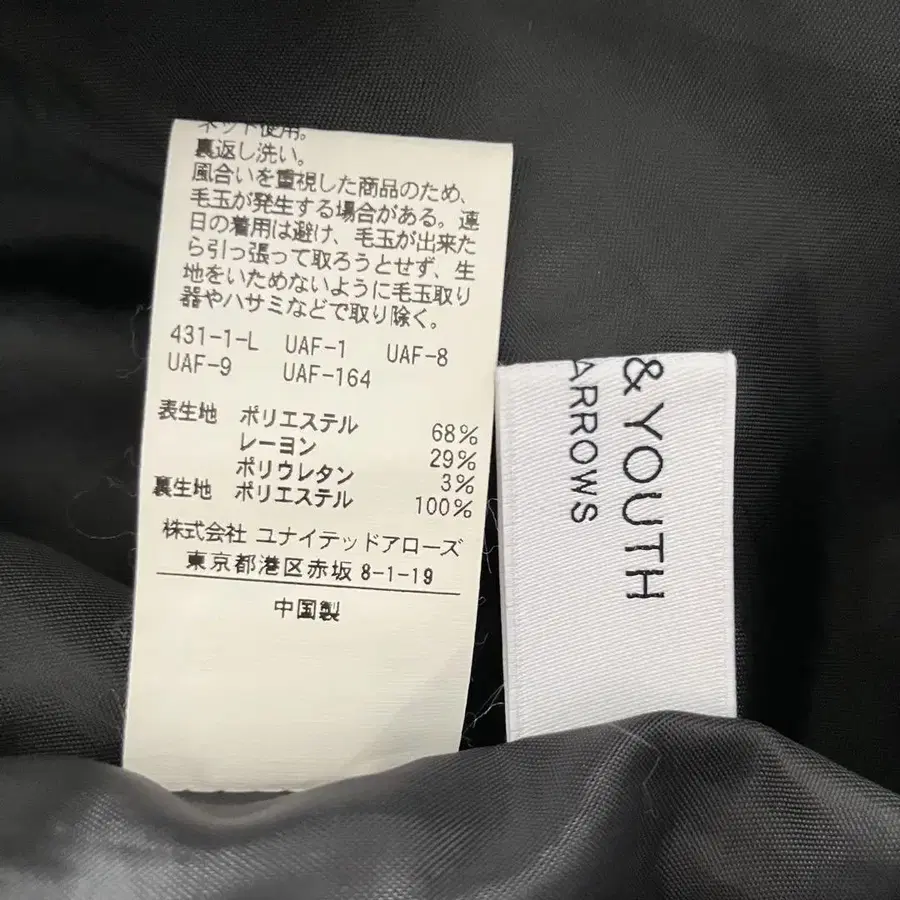 ネット使用。
裏返し洗い。
風合いを重視した商品のため、
毛玉が発生する場合がある。連
日の着用は避け、毛玉が出来た
ら引っ張って取ろうとせず、生
地をいためないように毛玉取り
器やハサミなどで取り除く。
431-1-L UAF-1 UAF-8
UAF-9 UAF-164
表生地 ポリエステル 68%
レーヨン 29%
ポリウレタン 3%
裏生地 ポリエステル 100%
株式会社 ユナイテッドアローズ
東京都港区赤坂 8-1-19
中国製
& YOUTH
ARROWS